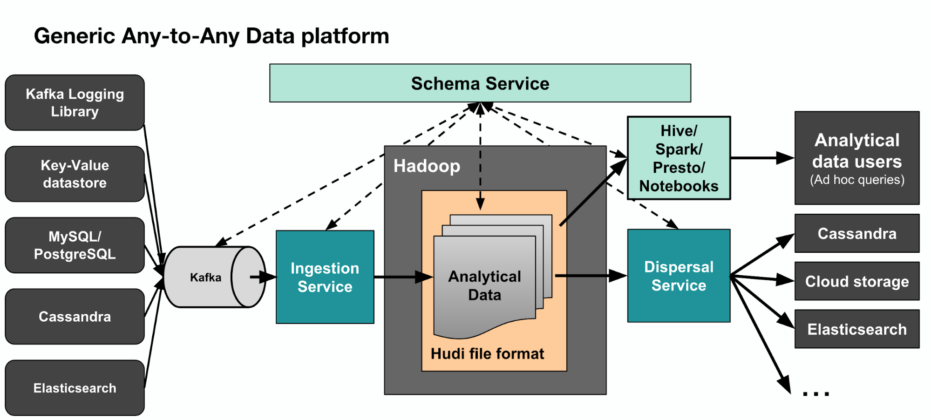 Generic Any-to-Any Data platform
Schema Service
Kafka Logging
Library
Key-Value
datastore
MySQL/
PostgreSQL
Cassandra
Elasticsearch
Kafka
Ingestion
Service
Hadoop
Analytical
Data
Hudi file format
Hive/
Spark/
Presto/
Notebooks
Dispersal
Service
Analytical
data users
(Ad hoc queries)
Cassandra
Cloud storage
Elasticsearch
...